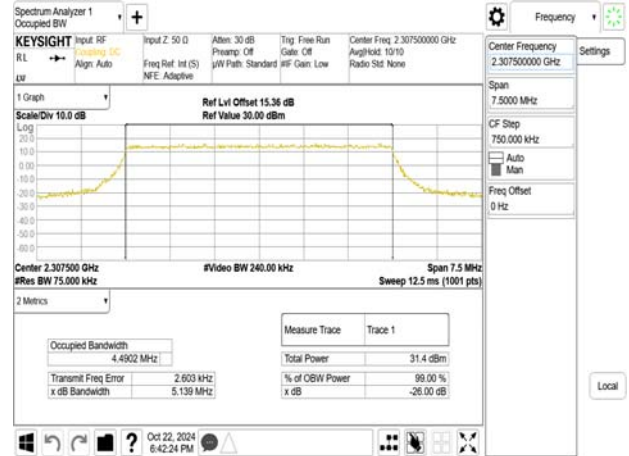 Spectrum Analyzer 1
Occupied BW
Frequency
KEYSIGHT
RL
Input: RF
Coupling: DC
Align: Auto
Input Z: 50 Ω
Freq Ref: Int (S)
NFE: Adaptive
Atten: 30 dB
Preamp: Off
µW Path: Standard
Trig: Free Run
Gate: Off
#IF Gain: Low
Center Freq: 2.307500000 GHz
Avg|Hold: 10/10
Radio Std: None
Center Frequency
2.307500000 GHz
Settings
Span
7.5000 MHz
CF Step
750.000 kHz
Auto
Man
Freq Offset
0 Hz
Local
1 Graph
Scale/Div 10.0 dB
Ref Lvl Offset 15.36 dB
Ref Value 30.00 dBm
Log
20.0
10.0
0.00
-10.0
-20.0
-30.0
-40.0
-50.0
-60.0
Center 2.307500 GHz
#Video BW 240.00 kHz
Span 7.5 MHz
#Res BW 75.000 kHz
Sweep 12.5 ms (1001 pts)
2 Metrics
Measure Trace Trace 1
Occupied Bandwidth
4.4902 MHz
Total Power 31.4 dBm
Transmit Freq Error 2.603 kHz
% of OBW Power 99.00 %
x dB Bandwidth 5.139 MHz
x dB -26.00 dB
Oct 22, 2024
6:42:24 PM